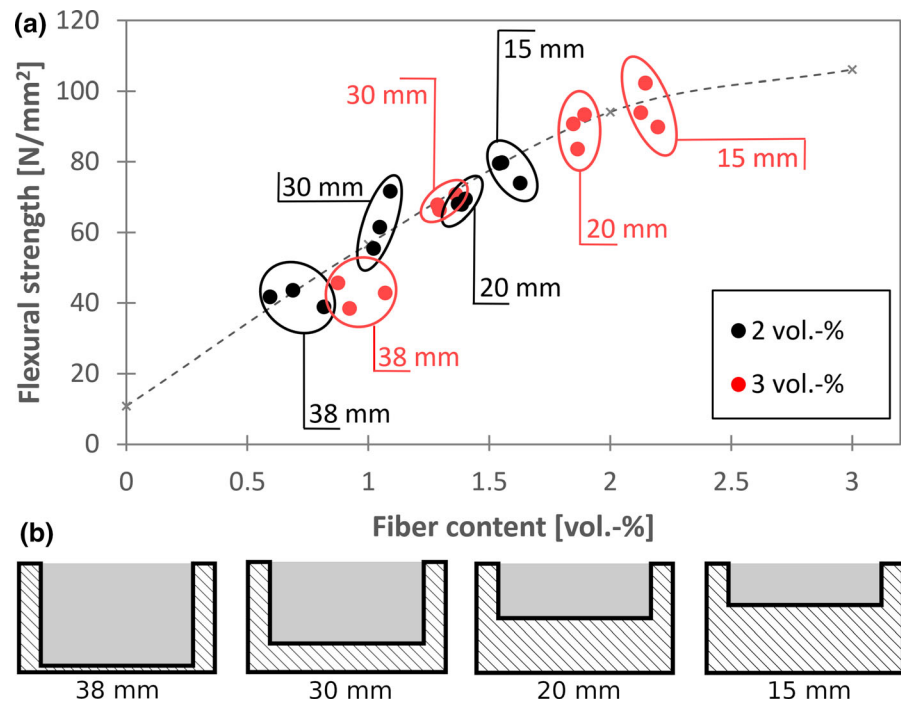 (a)
120
100
80
60
40
20
0
Flexural strength [N/mm²]
15 mm
30 mm
30 mm
15 mm
20 mm
20 mm
38 mm
38 mm
2 vol.-%
3 vol.-%
0 0.5 1 1.5 2 2.5 3
Fiber content [vol.-%]
(b)
38 mm 30 mm 20 mm 15 mm